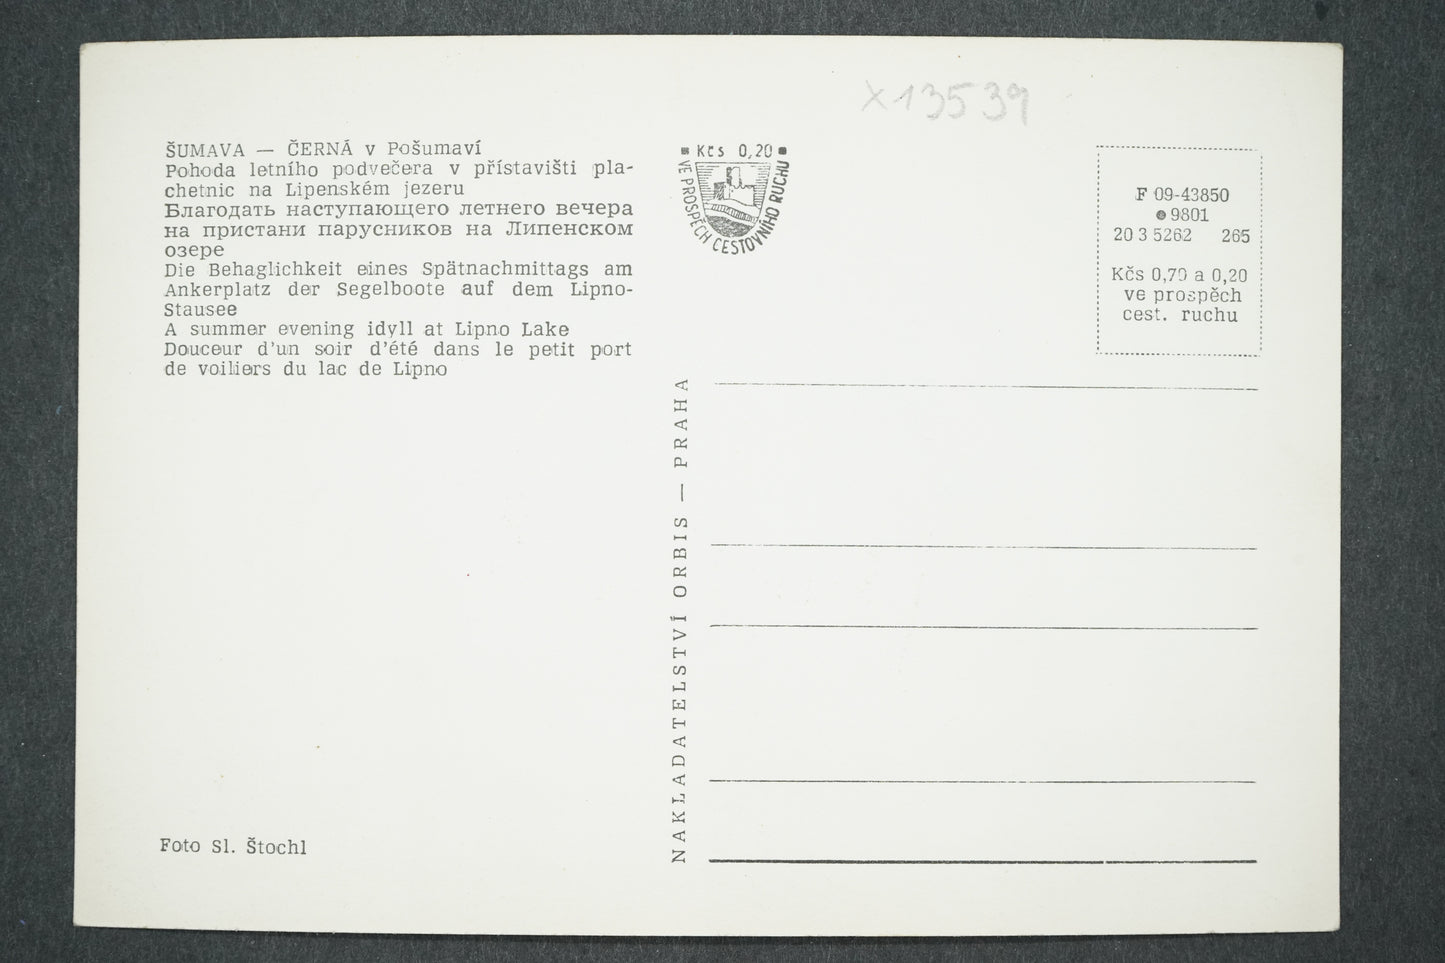 X 13539
ŠUMAVA — ČERNÁ v Pošumaví
Pohoda letního podvečera v přístavišti pla-
chetnic na Lipenském jezeru
Благодать наступающего летнего вечера
на пристани парусников на Липенском
озере
Die Behaglichkeit eines Spätnachmittags am
Ankerplatz der Segelboote auf dem Lipno-
Stausee
A summer evening idyll at Lipno Lake
Douceur d'un soir d'été dans le petit port
de voiliers du lac de Lipno
Foto Sl. Štochl
NAKLADATELSTVÍ ORBIS — PRAHA
Kčs 0,20
VE PROSPĚCH CESTOVNÍHO RUCHU
F 09-43850
9801
20 3 5262 265
Kčs 0,70 a 0,20
ve prospěch
cest. ruchu